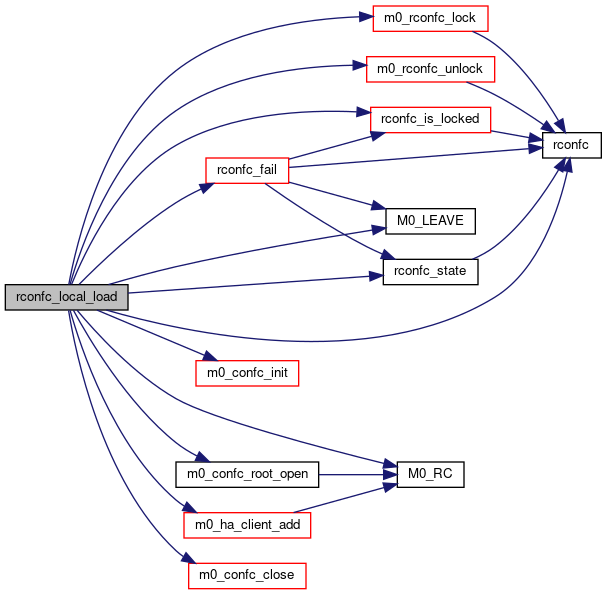 m0_rconfc_lock
m0_rconfc_unlock
rconfc_is_locked
rconfc
rconfc_fail
M0_LEAVE
rconfc_state
rconfc_local_load
m0_confc_init
m0_confc_root_open
M0_RC
m0_ha_client_add
m0_confc_close